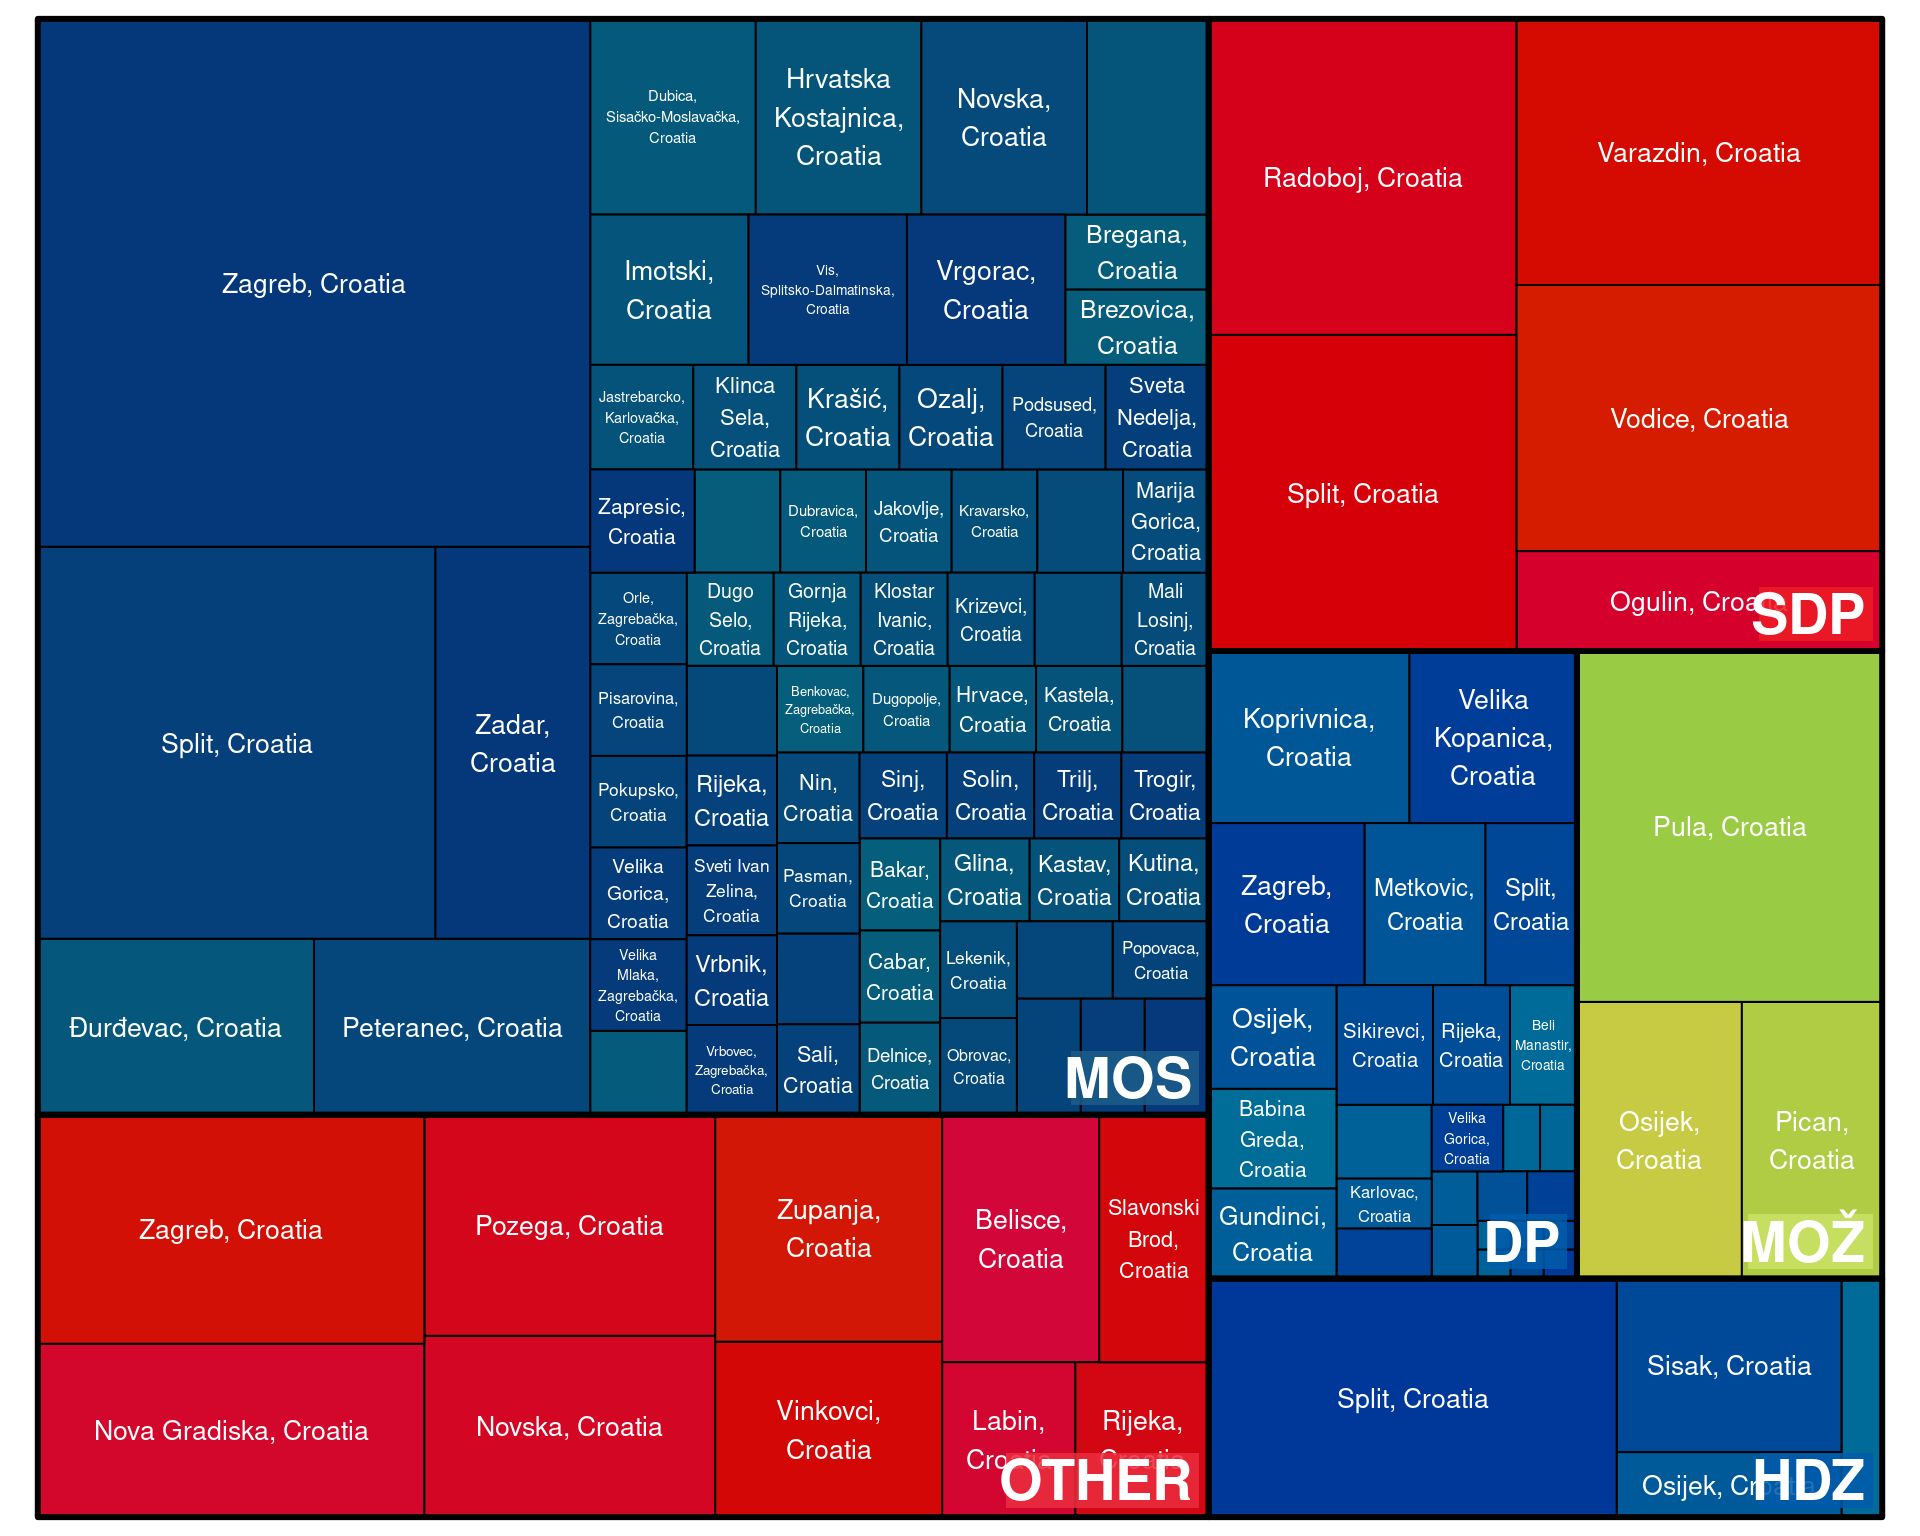 Zagreb, Croatia
Split, Croatia
Zadar,
Croatia
Đurđevac, Croatia
Peteranec, Croatia
Dubica,
Sisačko-Moslavačka,
Croatia
Hrvatska
Kostajnica,
Croatia
Novska,
Croatia
Imotski,
Croatia
Vis,
Splitsko-Dalmatinska,
Croatia
Vrgorac,
Croatia
Bregana,
Croatia
Brezovica,
Croatia
Jastrebarcko,
Karlovačka,
Croatia
Klinca
Sela,
Croatia
Krašić,
Croatia
Ozalj,
Croatia
Podsused,
Croatia
Sveta
Nedelja,
Croatia
Zapresic,
Croatia
Dubravica,
Croatia
Jakovlje,
Croatia
Kravarsko,
Croatia
Marija
Gorica,
Croatia
Orle,
Zagrebačka,
Croatia
Dugo
Selo,
Croatia
Gornja
Rijeka,
Croatia
Klostar
Ivanic,
Croatia
Krizevci,
Croatia
Mali
Losinj,
Croatia
Pisarovina,
Croatia
Benkovac,
Zagrebačka,
Croatia
Dugopolje,
Croatia
Hrvace,
Croatia
Kastela,
Croatia
Pokupsko,
Croatia
Rijeka,
Croatia
Nin,
Croatia
Sinj,
Croatia
Solin,
Croatia
Trilj,
Croatia
Trogir,
Croatia
Velika
Gorica,
Croatia
Sveti Ivan
Zelina,
Croatia
Pasman,
Croatia
Bakar,
Croatia
Glina,
Croatia
Kastav,
Croatia
Kutina,
Croatia
Velika
Mlaka,
Zagrebačka,
Croatia
Vrbnik,
Croatia
Cabar,
Croatia
Lekenik,
Croatia
Popovaca,
Croatia
Vrbovec,
Zagrebačka,
Croatia
Sali,
Croatia
Delnice,
Croatia
Obrovac,
Croatia
MOS
Radoboj, Croatia
Varazdin, Croatia
Split, Croatia
Vodice, Croatia
Ogulin, Croatia
SDP
Koprivnica,
Croatia
Velika
Kopanica,
Croatia
Zagreb,
Croatia
Metkovic,
Croatia
Split,
Croatia
Osijek,
Croatia
Sikirevci,
Croatia
Rijeka,
Croatia
Beli
Manastir,
Croatia
Babina
Greda,
Croatia
Velika
Gorica,
Croatia
Gundinci,
Croatia
Karlovac,
Croatia
DP
Pula, Croatia
Osijek,
Croatia
Pican,
Croatia
MOŽ
Zagreb, Croatia
Pozega, Croatia
Zupanja,
Croatia
Belisce,
Croatia
Slavonski
Brod,
Croatia
Nova Gradiska, Croatia
Novska, Croatia
Vinkovci,
Croatia
Labin,
Croatia
Rijeka,
Croatia
OTHER
Split, Croatia
Sisak, Croatia
Osijek, Croatia
HDZ